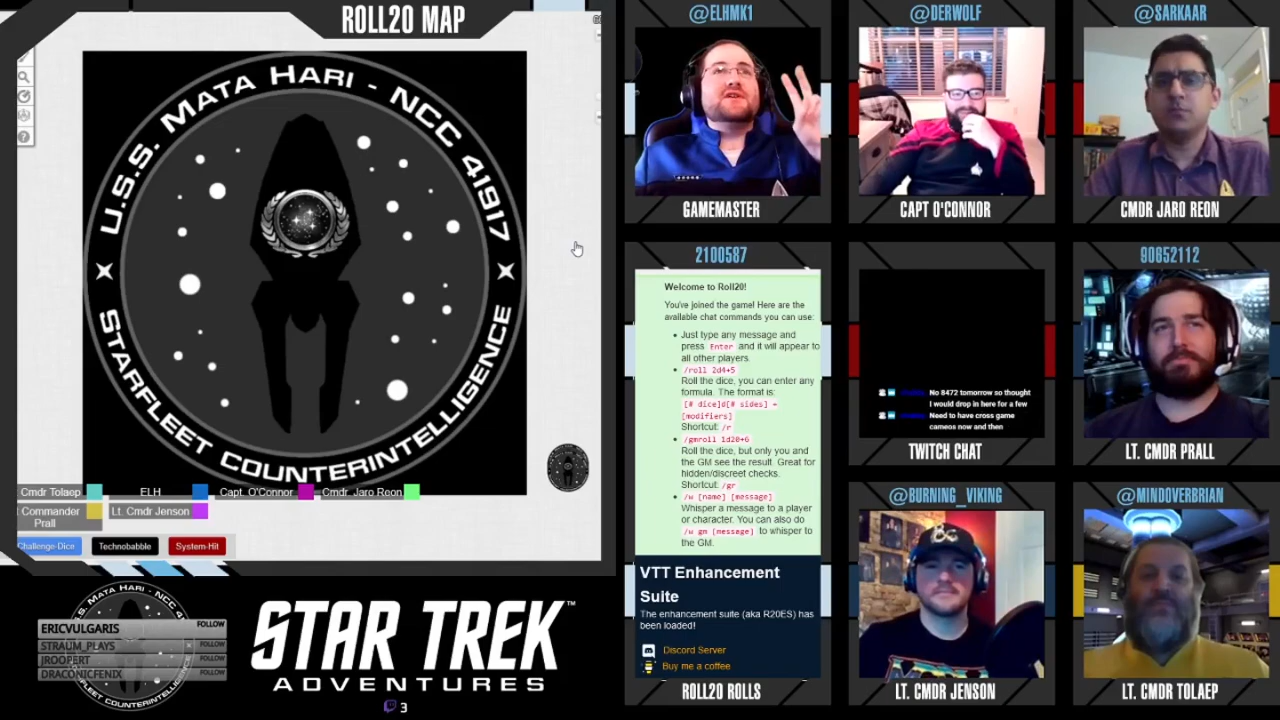 ROLL20 MAP
U.S.S. MATA HARI - NCC 41917
STARFLEET COUNTERINTELLIGENCE
Cmdr Tolaep
ELH
Capt. O'Connor
Cmdr. Jaro Reon
Commander
Prall
Lt. Cmdr Jenson
Challenge-Dice
Technobabble
System-Hit
ERICVULGARIS FOLLOW
STRAUM_PLAYS FOLLOW
JROOPERT FOLLOW
DRACONICFENIX FOLLOW
STAR TREK™
ADVENTURES
3
@ELHMK1
GAMEMASTER
@DERWOLF
CAPT O'CONNOR
@SARKAAR
CMDR JARO REON
2100587
Welcome to Roll20!
You've joined the game! Here are the
available chat commands you can use:
Just type any message and
press Enter and it will appear to
all other players.
/roll 2d4+5
Roll the dice, you can enter any
formula. The format is:
[# dice]d[# sides] +
[modifiers]
Shortcut: /r
/gmroll 1d20+6
Roll the dice, but only you and
the GM see the result. Great for
hidden/discreet checks.
Shortcut: /gr
/w [name] [message]
Whisper a message to a player
or character. You can also do
/w gm [message] to whisper to
the GM.
VTT Enhancement
Suite
The enhancement suite (aka R20ES) has
been loaded!
Discord Server
Buy me a coffee
ROLL20 ROLLS
No 8472 tomorrow so thought
I would drop in here for a few
Need to have cross game
cameos now and then
TWITCH CHAT
90652112
LT. CMDR PRALL
@BURNING_VIKING
LT. CMDR JENSON
@MINDOVERBRIAN
LT. CMDR TOLAEP